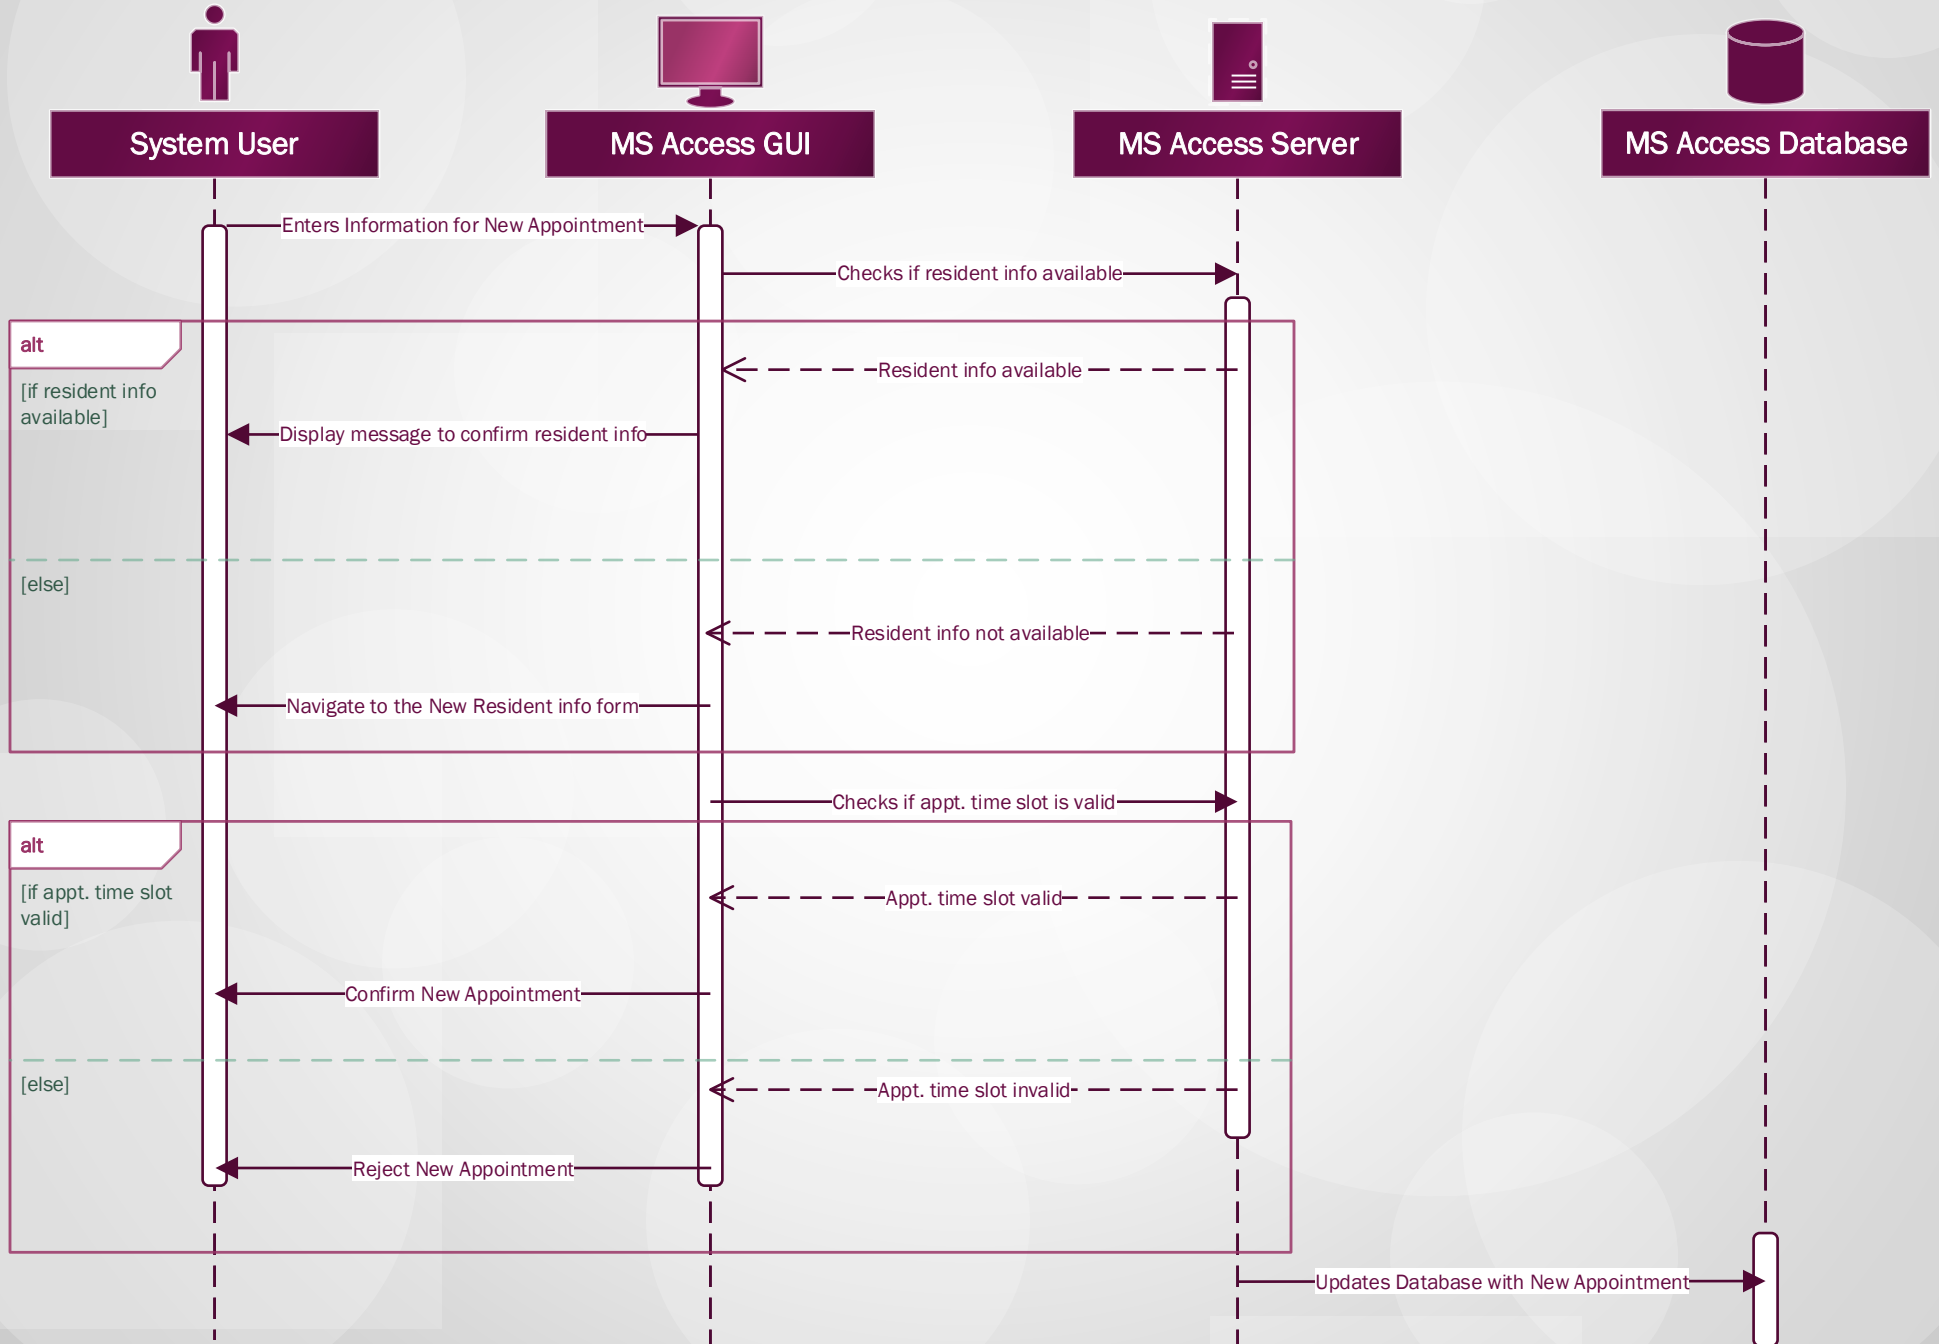 System User
MS Access GUI
MS Access Server
MS Access Database
Enters Information for New Appointment
Checks if resident info available
alt
[if resident info
available]
Resident info available
Display message to confirm resident info
[else]
Resident info not available
Navigate to the New Resident info form
Checks if appt. time slot is valid
alt
[if appt. time slot
valid]
Appt. time slot valid
Confirm New Appointment
[else]
Appt. time slot invalid
Reject New Appointment
Updates Database with New Appointment